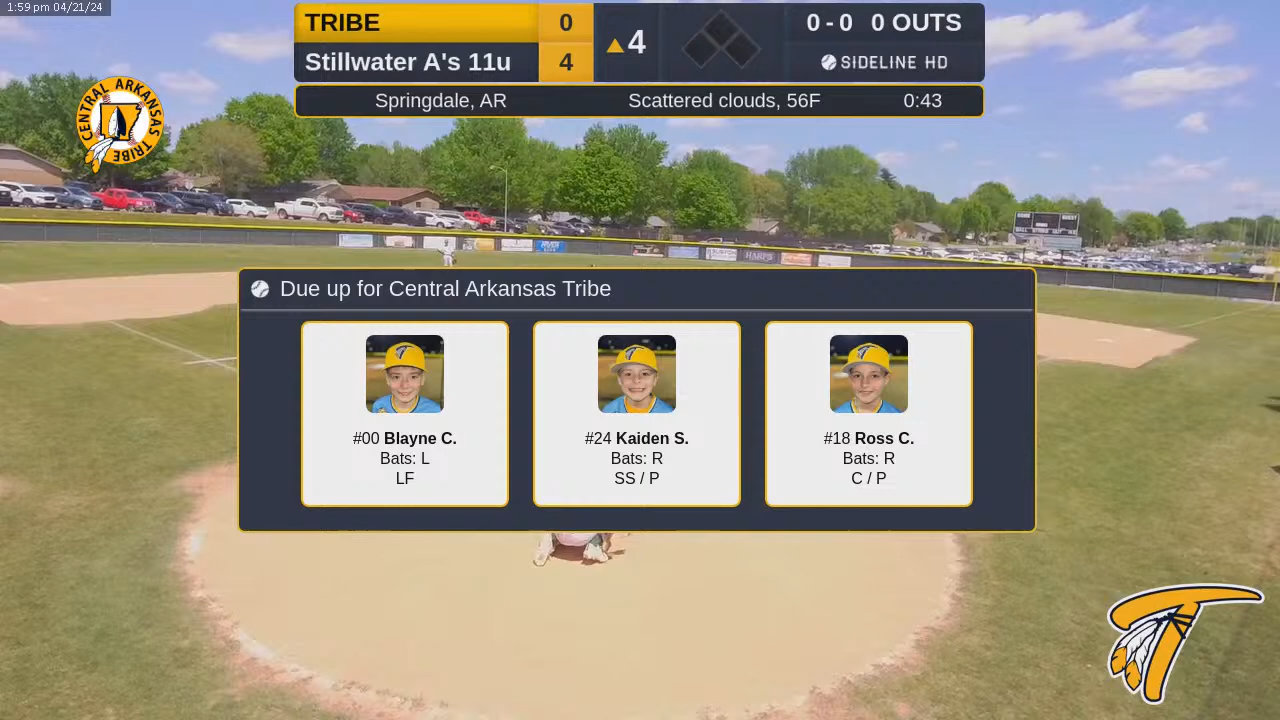 1:59 pm 04/21/24
TRIBE 0
Stillwater A's 11u 4
▲4
0 - 0 0 OUTS
SIDELINE HD
Springdale, AR Scattered clouds, 56F 0:43
CENTRAL ARKANSAS TRIBE
Due up for Central Arkansas Tribe
#00 Blayne C.
Bats: L
LF
#24 Kaiden S.
Bats: R
SS / P
#18 Ross C.
Bats: R
C / P
T